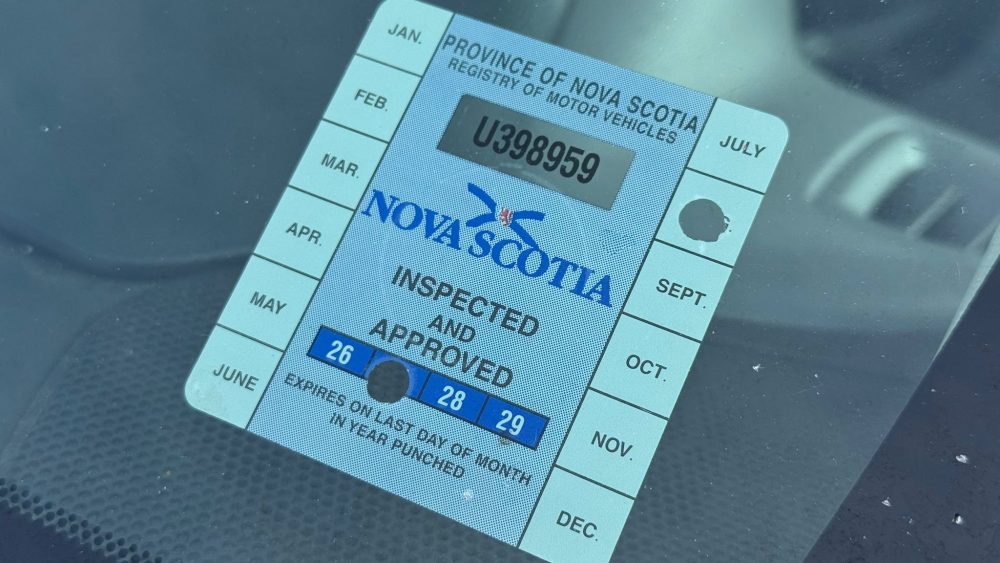 JAN.
FEB.
MAR.
APR.
MAY
JUNE
PROVINCE OF NOVA SCOTIA
REGISTRY OF MOTOR VEHICLES
U398959
NOVA SCOTIA
INSPECTED
AND
APPROVED
26 28 29
EXPIRES ON LAST DAY OF MONTH
IN YEAR PUNCHED
JULY
SEPT.
OCT.
NOV.
DEC.